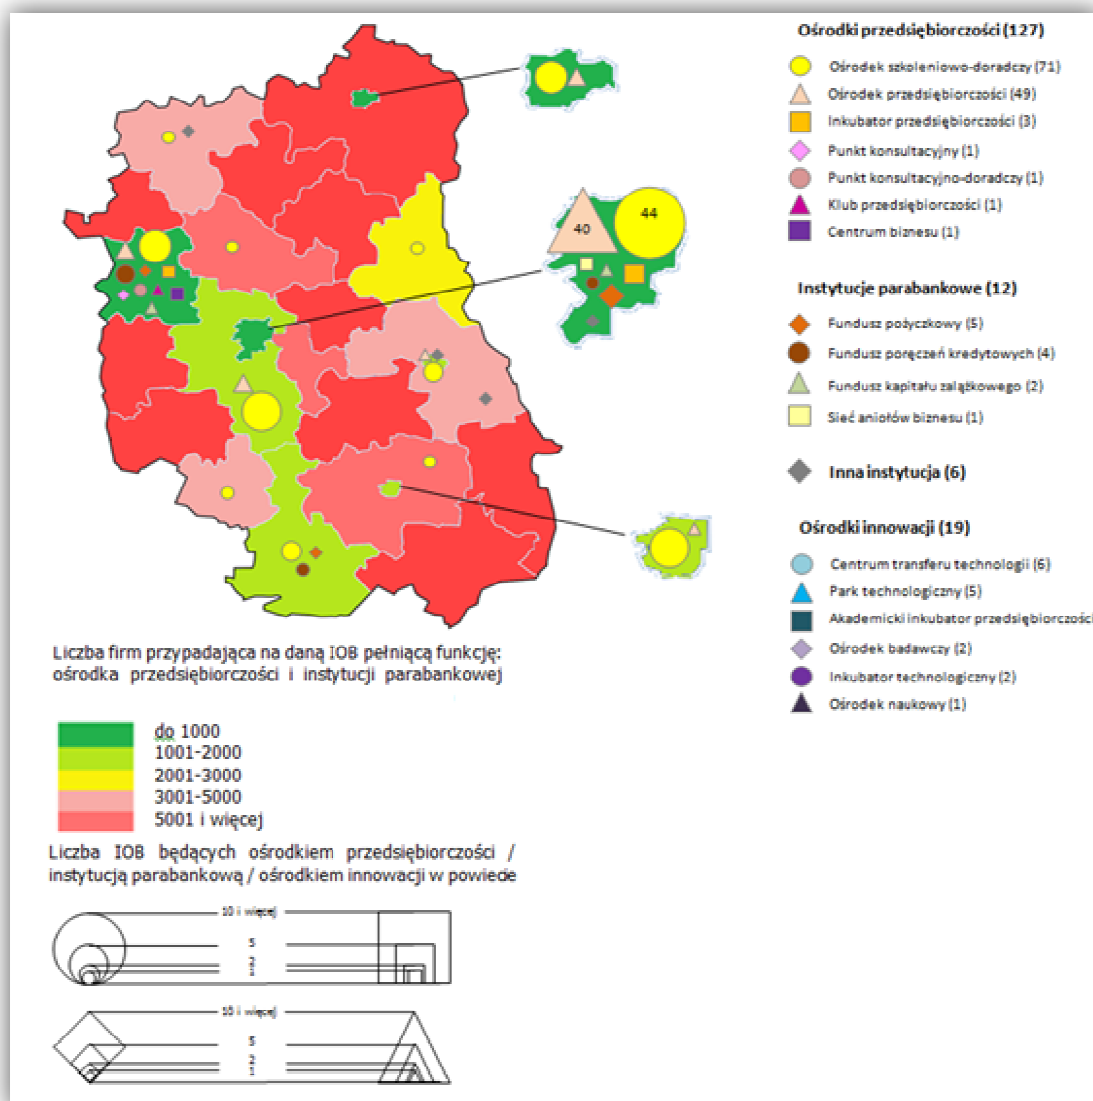 Ośrodki przedsiębiorczości (127)
Ośrodek szkoleniowo-doradczy (71)
Ośrodek przedsiębiorczości (49)
Inkubator przedsiębiorczości (3)
Punkt konsultacyjny (1)
Punkt konsultacyjno-doradczy (1)
Klub przedsiębiorczości (1)
Centrum biznesu (1)
40
44
Instytucje parabankowe (12)
Fundusz pożyczkowy (5)
Fundusz poręczeń kredytowych (4)
Fundusz kapitału zalążkowego (2)
Sieć aniołów biznesu (1)
Inna instytucja (6)
Ośrodki innowacji (19)
Centrum transferu technologii (6)
Park technologiczny (5)
Akademicki inkubator przedsiębiorczości
Ośrodek badawczy (2)
Inkubator technologiczny (2)
Ośrodek naukowy (1)
Liczba firm przypadająca na daną IOB pełniącą funkcję:
ośrodka przedsiębiorczości i instytucji parabankowej
do 1000
1001-2000
2001-3000
3001-5000
5001 i więcej
Liczba IOB będących ośrodkiem przedsiębiorczości /
instytucją parabankową / ośrodkiem innowacji w powiecie
10 i więcej
5
2
1
10 i więcej
5
2
1